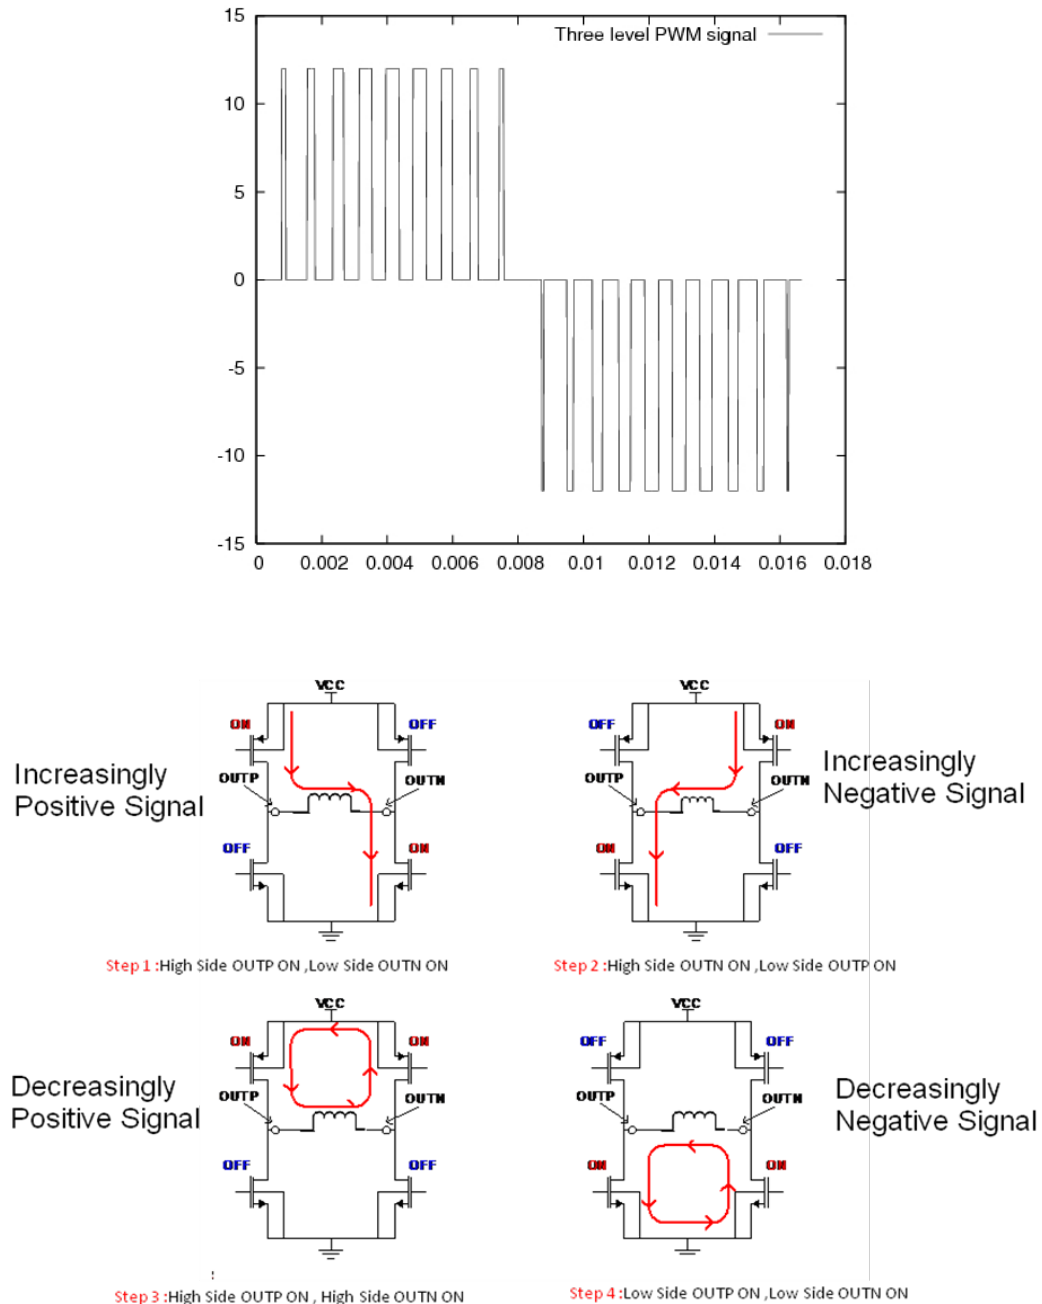 15
Three level PWM signal
10
5
0
-5
-10
-15
0 0.002 0.004 0.006 0.008 0.01 0.012 0.014 0.016 0.018
VCC
ON
OFF
OUTP
OUTN
OFF
ON
Increasingly
Positive Signal
Step 1 :High Side OUTP ON ,Low Side OUTN ON
VCC
OFF
ON
OUTP
OUTN
ON
OFF
Increasingly
Negative Signal
Step 2 :High Side OUTN ON ,Low Side OUTP ON
VCC
ON
ON
OUTP
OUTN
OFF
OFF
Decreasingly
Positive Signal
Step 3 :High Side OUTP ON , High Side OUTN ON
VCC
OFF
OFF
OUTP
OUTN
ON
ON
Decreasingly
Negative Signal
Step 4 :Low Side OUTP ON ,Low Side OUTN ON